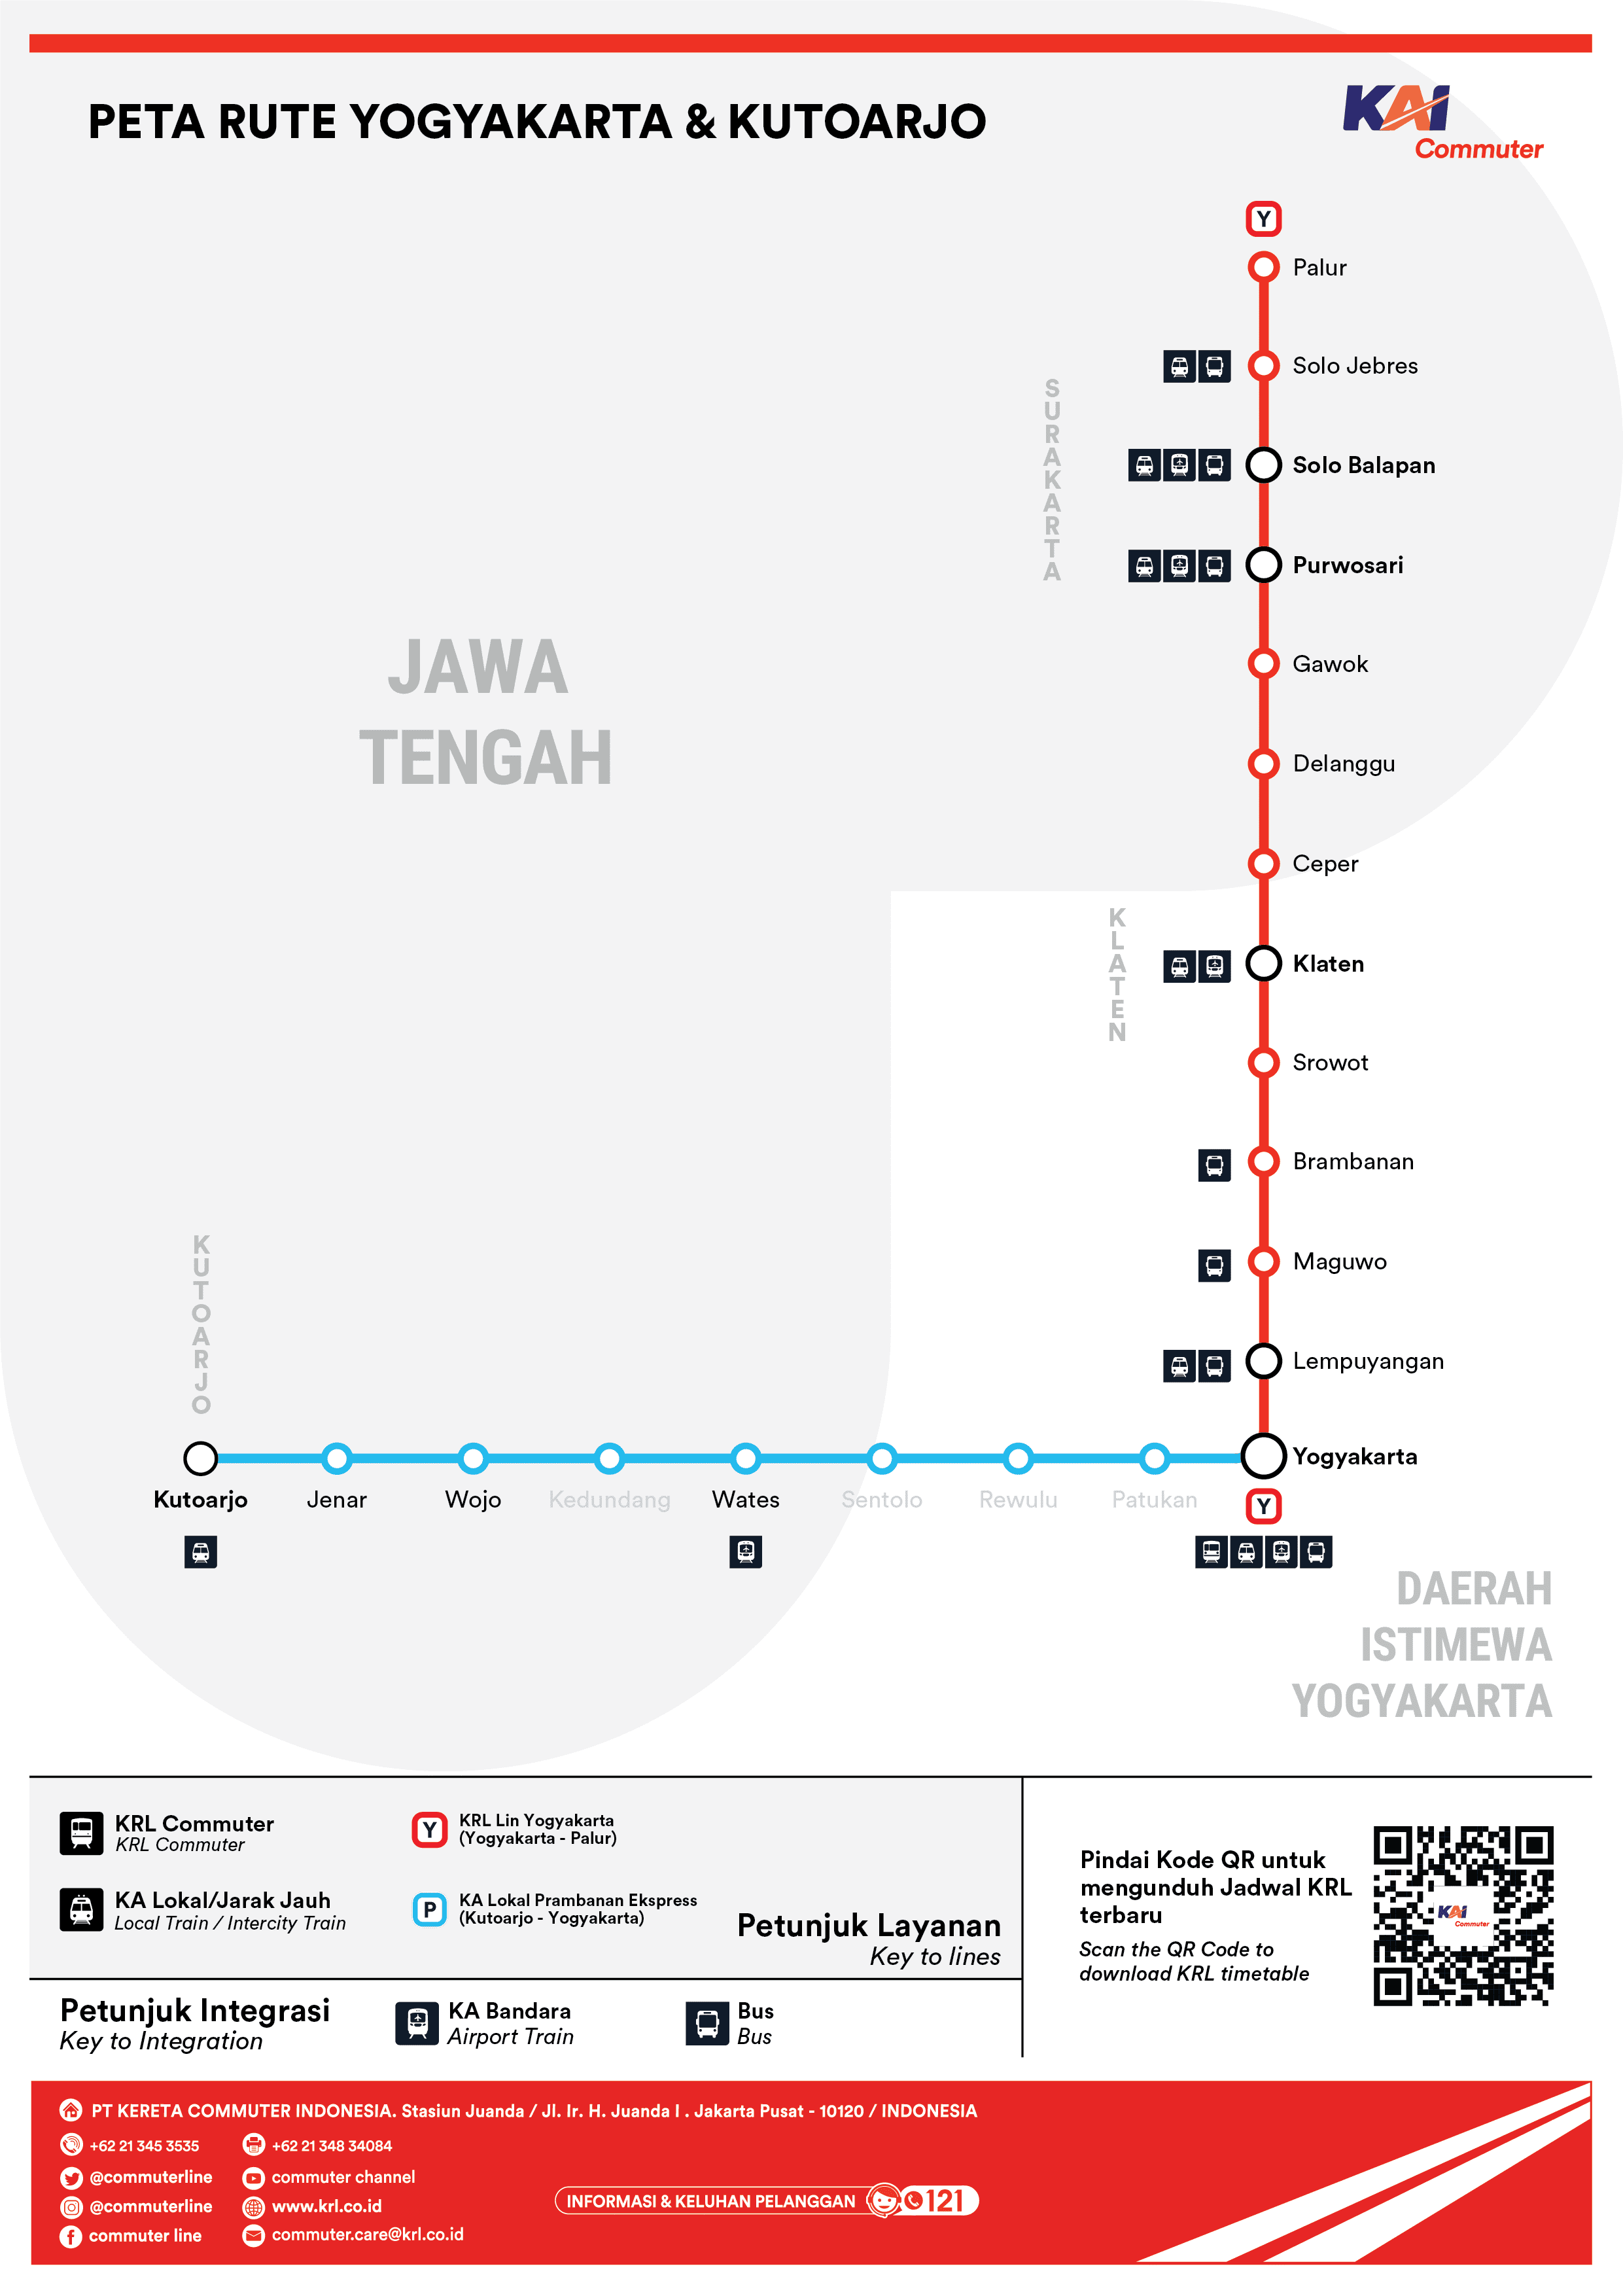 PETA RUTE YOGYAKARTA & KUTOARJO
KAI
Commuter
Y
Palur
Solo Jebres
Solo Balapan
Purwosari
Gawok
Delanggu
Ceper
Klaten
Srowot
Brambanan
Maguwo
Lempuyangan
Yogyakarta
Y
SURAKARTA
JAWA
TENGAH
KLATEN
KUTOARJO
Kutoarjo
Jenar
Wojo
Kedundang
Wates
Sentolo
Rewulu
Patukan
DAERAH
ISTIMEWA
YOGYAKARTA
KRL Commuter
KRL Commuter
KA Lokal/Jarak Jauh
Local Train / Intercity Train
Y
KRL Lin Yogyakarta
(Yogyakarta - Palur)
P
KA Lokal Prambanan Ekspress
(Kutoarjo - Yogyakarta)
Petunjuk Layanan
Key to lines
Petunjuk Integrasi
Key to Integration
KA Bandara
Airport Train
Bus
Bus
Pindai Kode QR untuk
mengunduh Jadwal KRL
terbaru
Scan the QR Code to
download KRL timetable
KAI
Commuter
PT KERETA COMMUTER INDONESIA. Stasiun Juanda / Jl. Ir. H. Juanda I . Jakarta Pusat - 10120 / INDONESIA
+62 21 345 3535
+62 21 348 34084
@commuterline
commuter channel
@commuterline
www.krl.co.id
commuter line
commuter.care@krl.co.id
INFORMASI & KELUHAN PELANGGAN
121